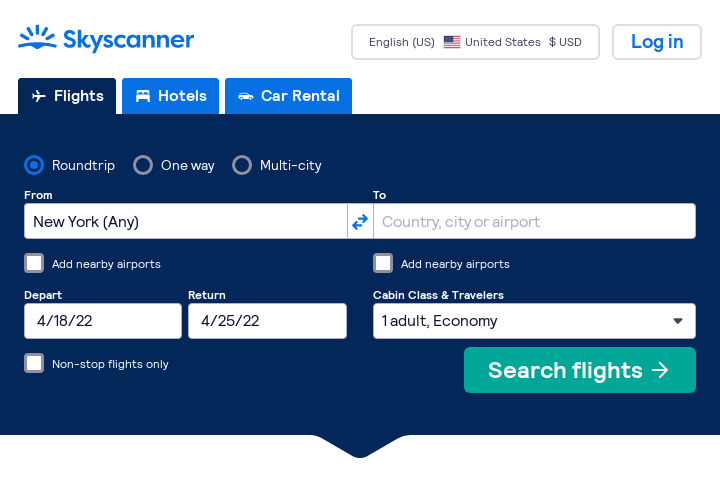 Skyscanner
English (US) United States $ USD
Log in
Flights
Hotels
Car Rental
Roundtrip
One way
Multi-city
From
To
New York (Any)
Country, city or airport
Add nearby airports
Add nearby airports
Depart
Return
Cabin Class & Travelers
4/18/22
4/25/22
1 adult, Economy
Non-stop flights only
Search flights